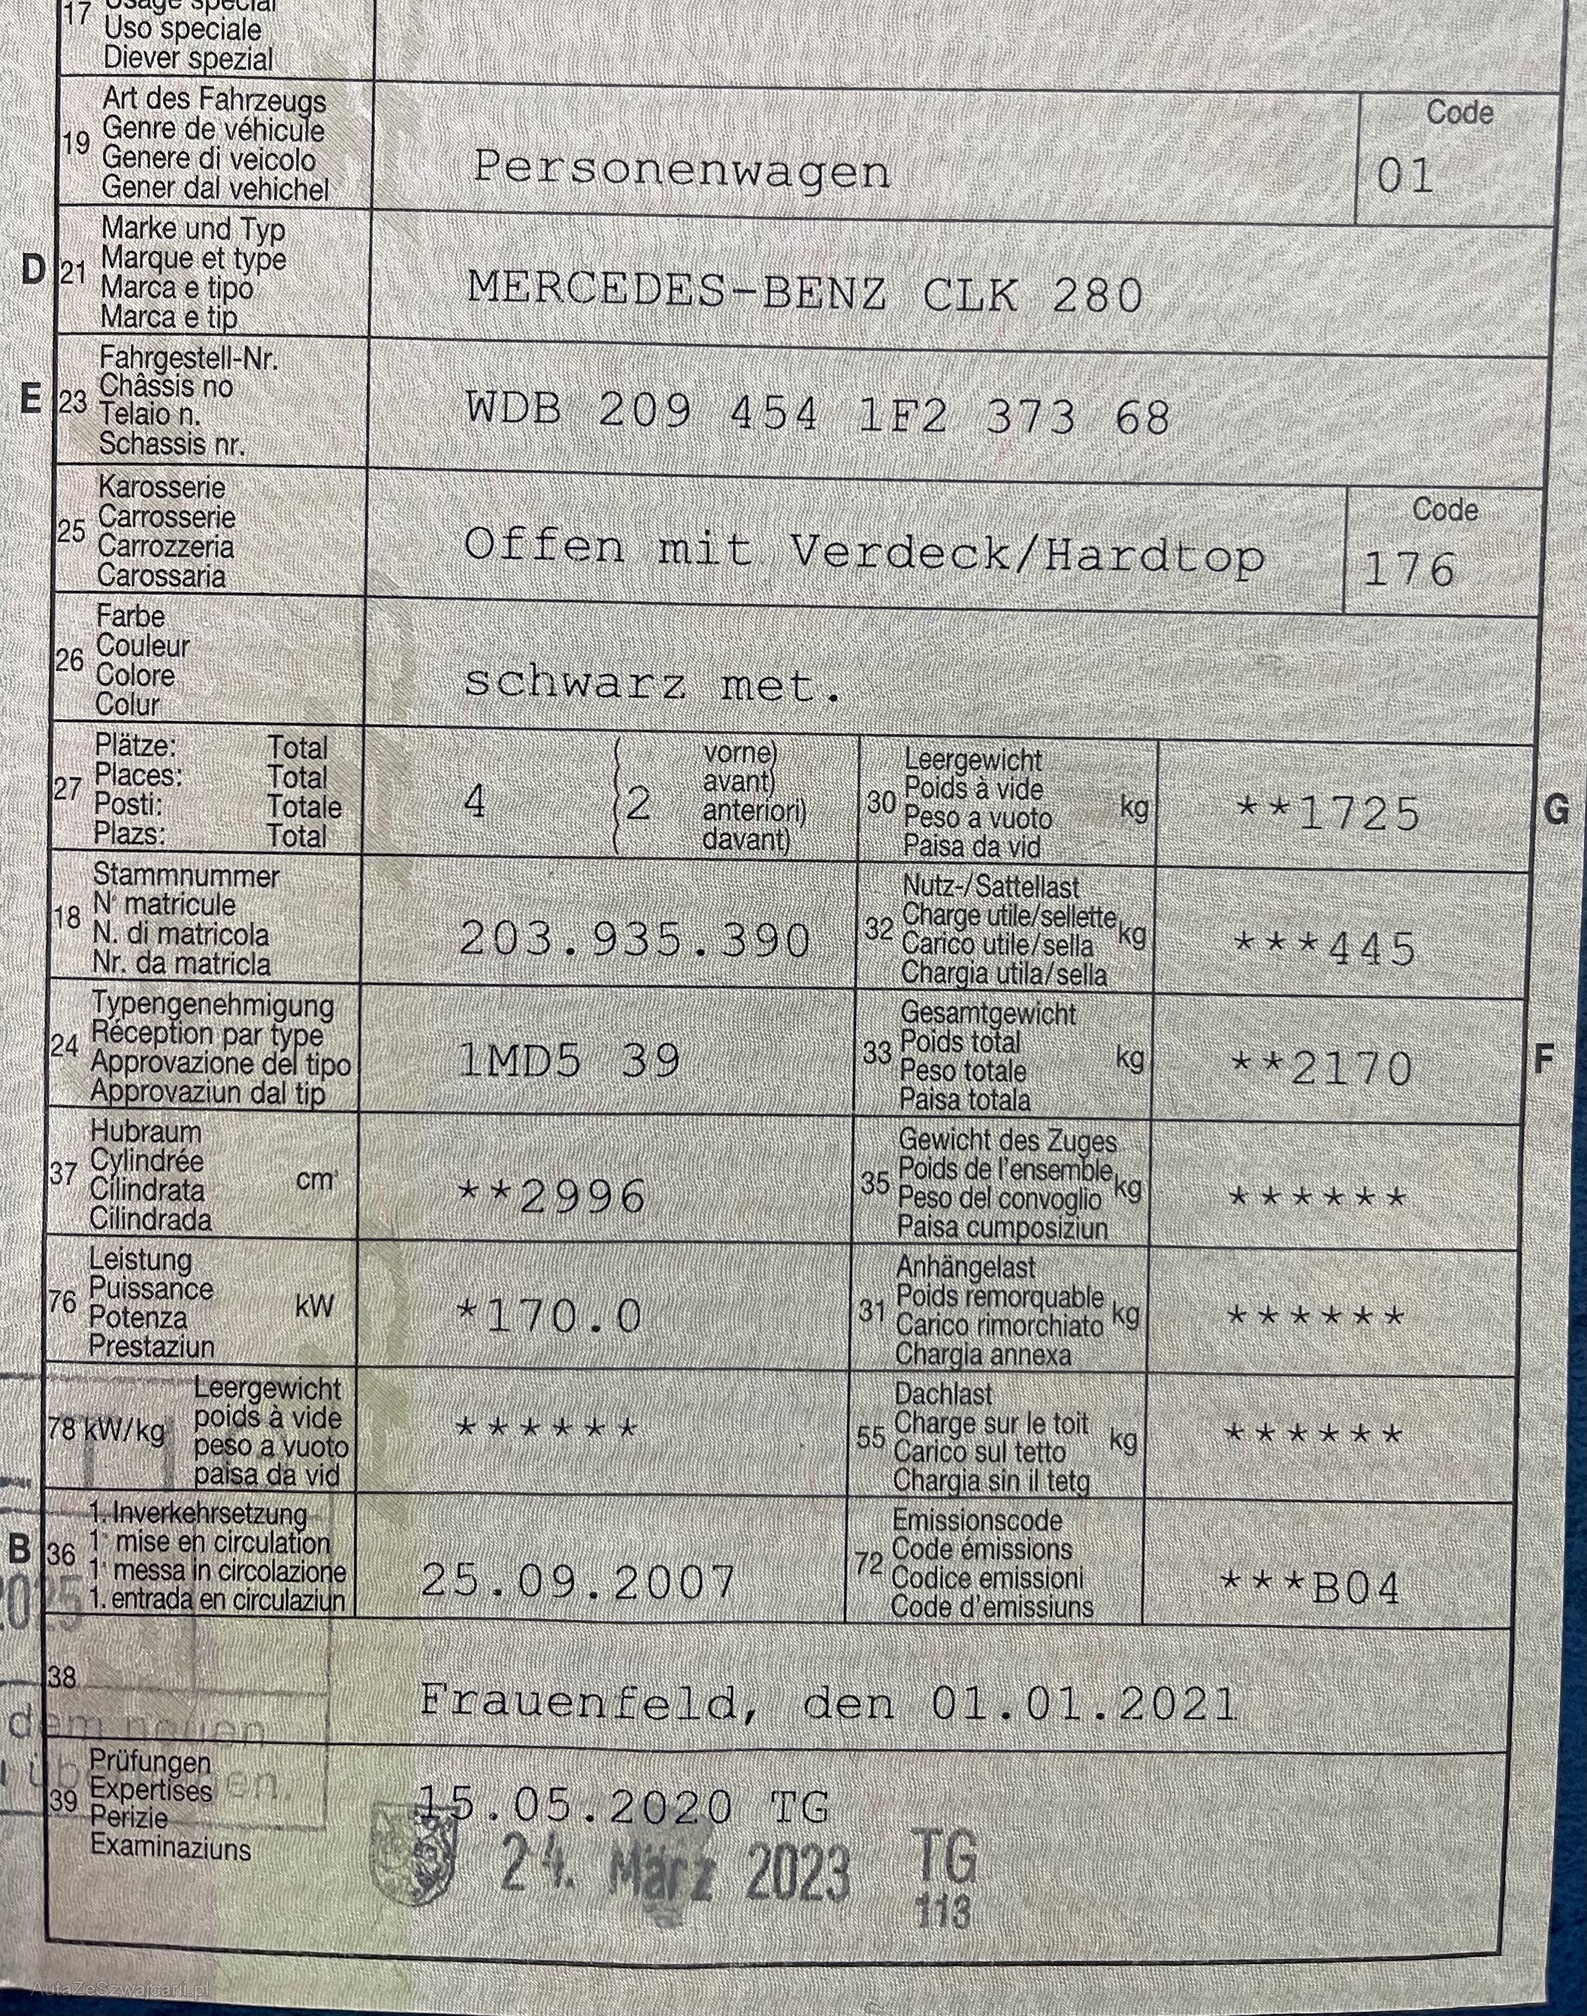 17 Usage spécial
Uso speciale
Diever spezial
19 Art des Fahrzeugs
Genre de véhicule
Genere di veicolo
Gener dal vehichel
Personenwagen
Code
01
D 21 Marke und Typ
Marque et type
Marca e tipo
Marca e tip
MERCEDES-BENZ CLK 280
E 23 Fahrgestell-Nr.
Châssis no
Telaio n.
Schassis nr.
WDB 209 454 1F2 373 68
25 Karosserie
Carrosserie
Carrozzeria
Carossaria
Offen mit Verdeck/Hardtop
Code
176
26 Farbe
Couleur
Colore
Colur
schwarz met.
27 Plätze: Total
Places: Total
Posti: Totale
Plazs: Total
4 (2 vorne)
avant)
anteriori)
davant)
30 Leergewicht
Poids à vide
Peso a vuoto
Paisa da vid
kg
**1725
G
18 Stammnummer
N° matricule
N. di matricola
Nr. da matricla
203.935.390
32 Nutz-/Sattellast
Charge utile/sellette
Carico utile/sella
Chargia utila/sella
kg
***445
24 Typengenehmigung
Réception par type
Approvazione del tipo
Approvaziun dal tip
1MD5 39
33 Gesamtgewicht
Poids total
Peso totale
Paisa totala
kg
**2170
F
37 Hubraum
Cylindrée
Cilindrata
Cilindrada
cm³
**2996
35 Gewicht des Zuges
Poids de l'ensemble
Peso del convoglio
Paisa cumposiziun
kg
******
76 Leistung
Puissance
Potenza
Prestaziun
kW
*170.0
31 Anhängelast
Poids remorquable
Carico rimorchiato
Chargia annexa
kg
******
78 kW/kg Leergewicht
poids à vide
peso a vuoto
paisa da vid
******
55 Dachlast
Charge sur le toit
Carico sul tetto
Chargia sin il tetg
kg
******
B 36 1. Inverkehrsetzung
1° mise en circulation
1ª messa in circolazione
1. entrada en circulaziun
25.09.2007
72 Emissionscode
Code émissions
Codice emissioni
Code d'emissiuns
***B04
2025
38
Frauenfeld, den 01.01.2021
dem neuen
39 Prüfungen
Expertises
Perizie
Examinaziuns
15.05.2020 TG
24. März 2023 TG
113
AutaZeSzwajcarii.pl